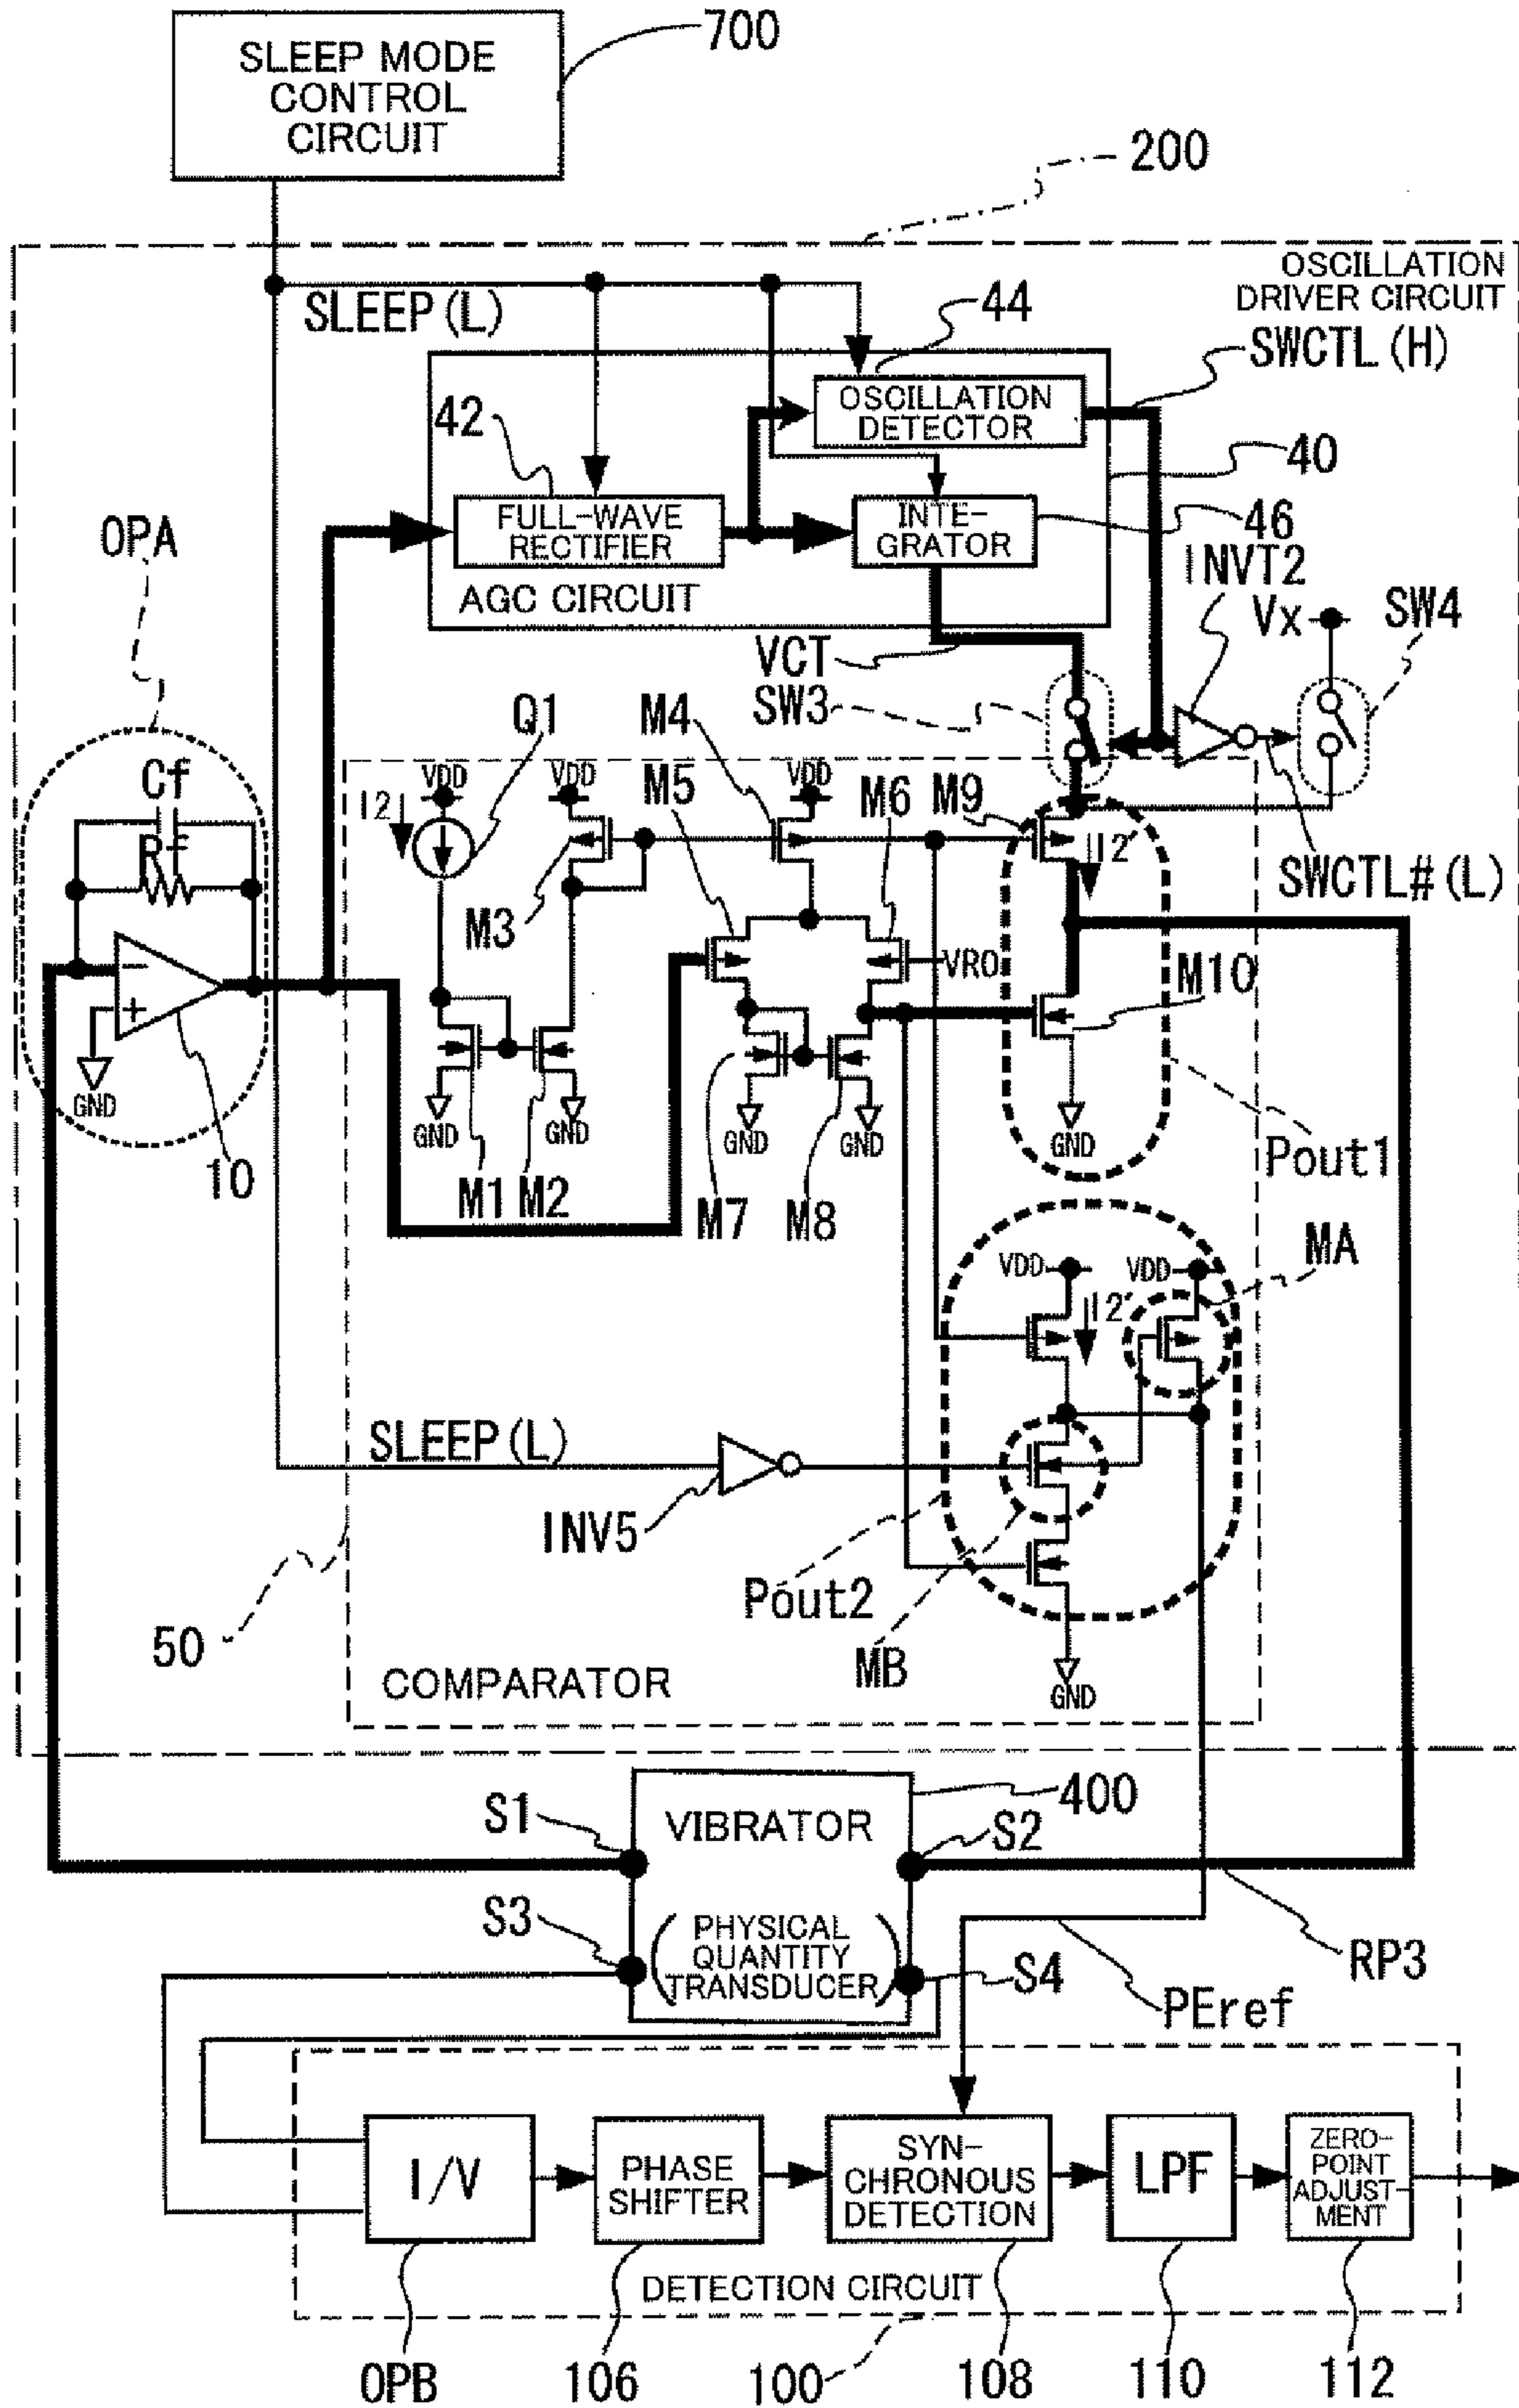 700
SLEEP MODE
CONTROL
CIRCUIT
200
OSCILLATION
DRIVER CIRCUIT
SLEEP(L)
44
SWCTL(H)
OSCILLATION
DETECTOR
42
40
FULL-WAVE
RECTIFIER
INTE-
GRATOR
46
AGC CIRCUIT
INVT2
OPA
Vx
SW4
VCT
SW3
Q1
M4
VDD
VDD
VDD
M5
M6
M9
Cf
I2
I2'
Rf
SWCTL#(L)
M3
VR0
M10
GND
GND
GND
GND
GND
GND
10
M1
M2
M7
M8
Pout1
MA
VDD
VDD
I2'
SLEEP(L)
INV5
Pout2
50
MB
COMPARATOR
GND
S1
400
VIBRATOR
S2
S3
(PHYSICAL
QUANTITY
TRANSDUCER)
S4
RP3
PEref
I/V
PHASE
SHIFTER
SYN-
CHRONOUS
DETECTION
LPF
ZERO-
POINT
ADJUST-
MENT
DETECTION CIRCUIT
OPB
106
100
108
110
112